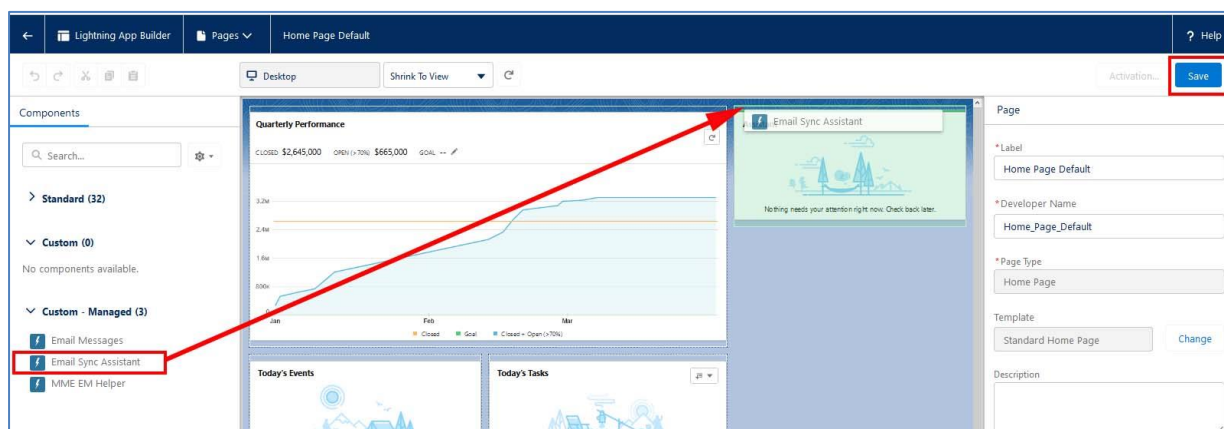 Lightning App Builder
Pages
Home Page Default
? Help
Desktop
Shrink To View
Activation...
Save
Components
Search...
Standard (32)
Custom (0)
No components available.
Custom - Managed (3)
Email Messages
Email Sync Assistant
MME EM Helper
Quarterly Performance
CLOSED $2,645,000 OPEN (>70%) $665,000 GOAL --
3.2M
2.4M
1.6M
800K
0
Jan Feb Mar
Closed Goal Closed + Open (>70%)
Today's Events
Today's Tasks
Email Sync Assistant
Nothing needs your attention right now. Check back later.
Page
*Label
Home Page Default
*Developer Name
Home_Page_Default
*Page Type
Home Page
Template
Standard Home Page
Change
Description